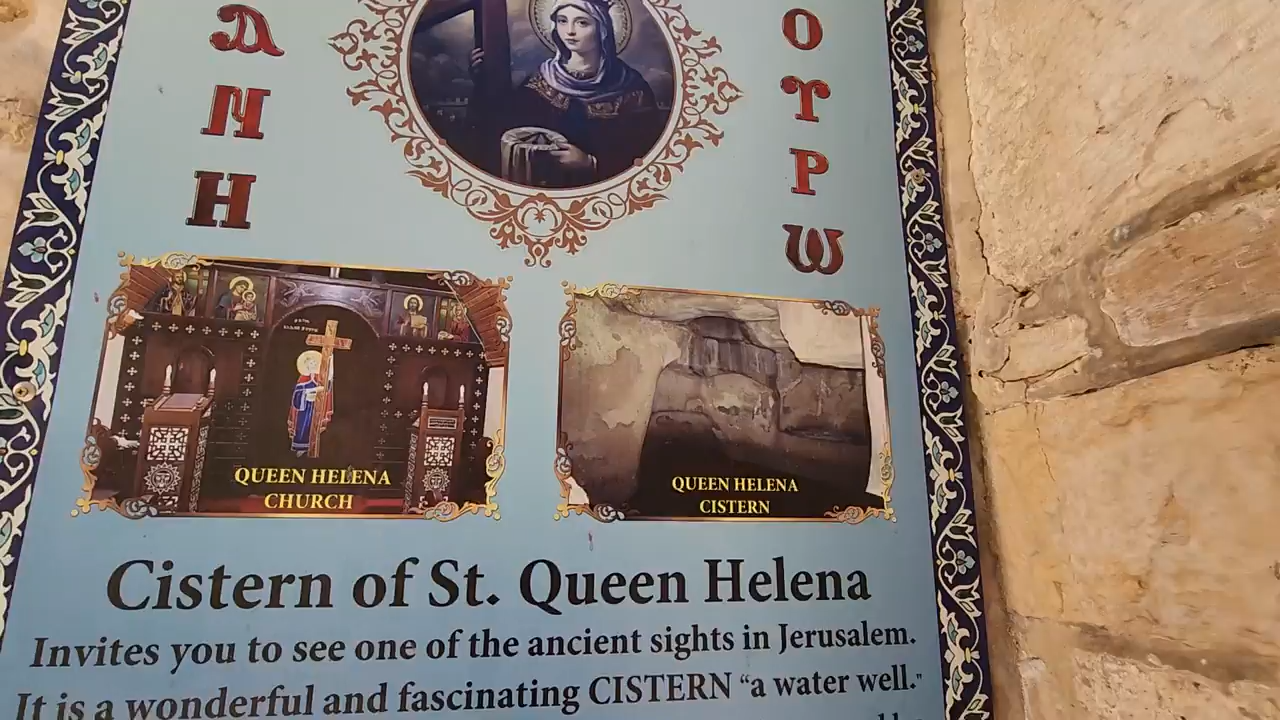 Ⲇ
Ⲛ
Ⲏ
Ⲟ
Ⲩ
Ⲣ
Ⲱ
QUEEN HELENA
CHURCH
QUEEN HELENA
CISTERN
Cistern of St. Queen Helena
Invites you to see one of the ancient sights in Jerusalem.
It is a wonderful and fascinating CISTERN “a water well.”